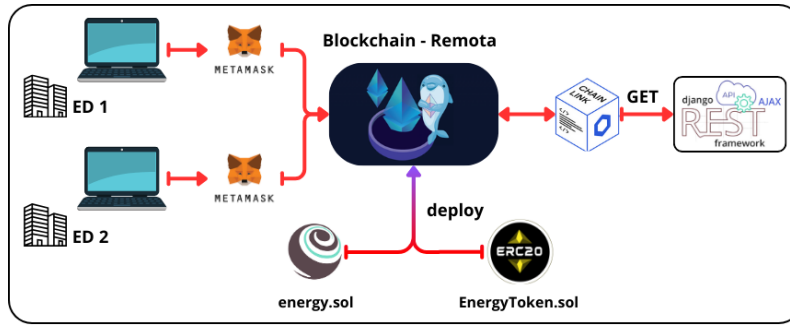 Blockchain - Remota
METAMASK
ED 1
CHAIN
LINK
GET
API
django
AJAX
REST
framework
METAMASK
ED 2
deploy
ERC20
energy.sol
EnergyToken.sol